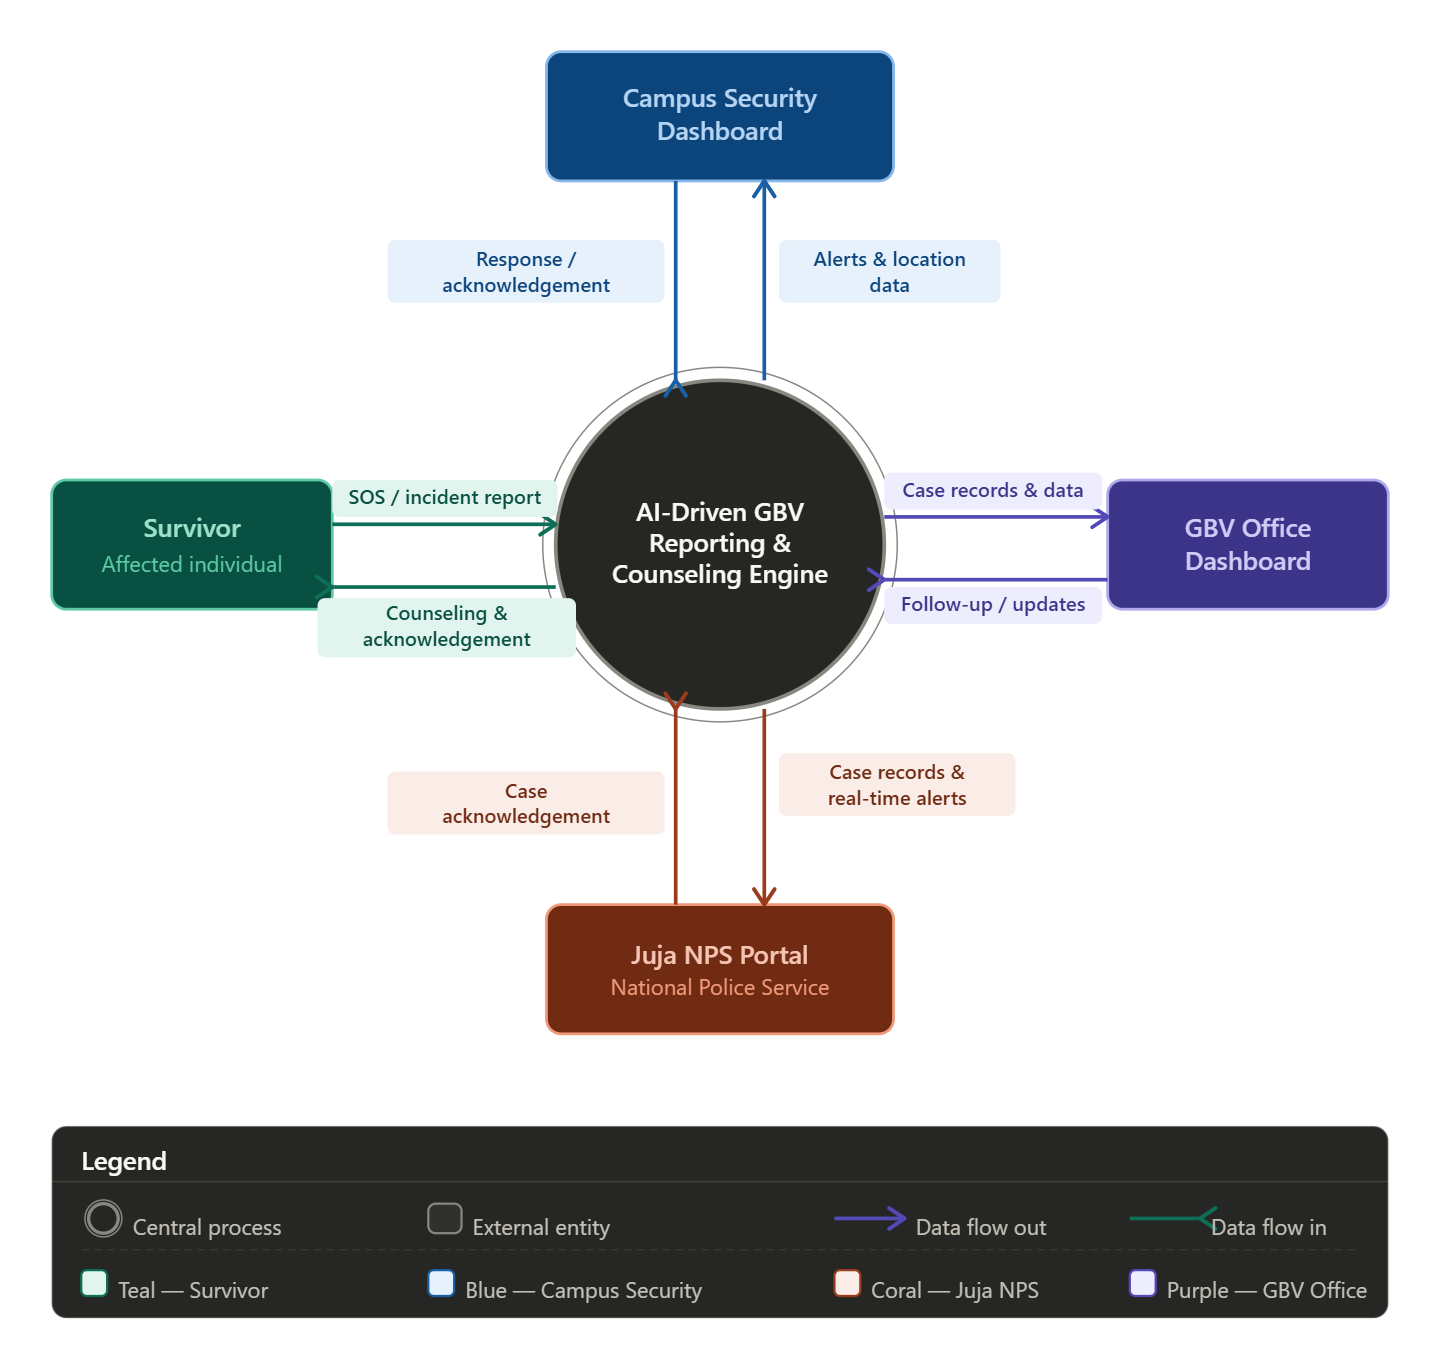 Campus Security
Dashboard
Response /
acknowledgement
Alerts & location
data
Survivor
Affected individual
SOS / incident report
Counseling &
acknowledgement
AI-Driven GBV
Reporting &
Counseling Engine
Case records & data
Follow-up / updates
GBV Office
Dashboard
Case
acknowledgement
Case records &
real-time alerts
Juja NPS Portal
National Police Service
Legend
Central process
External entity
Data flow out
Data flow in
Teal — Survivor
Blue — Campus Security
Coral — Juja NPS
Purple — GBV Office